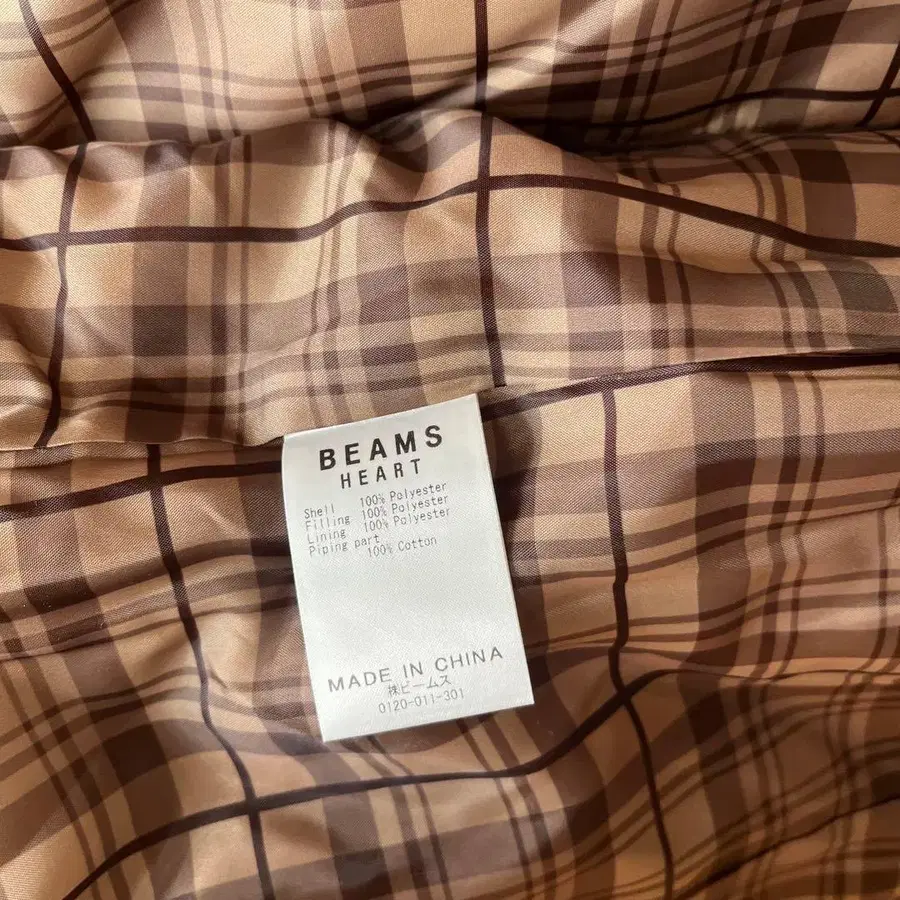 BEAMS
HEART
Shell 100% Polyester
Filling 100% Polyester
Lining 100% Polyester
Piping part
100% Cotton
MADE IN CHINA
㈱ビームス
0120-011-301